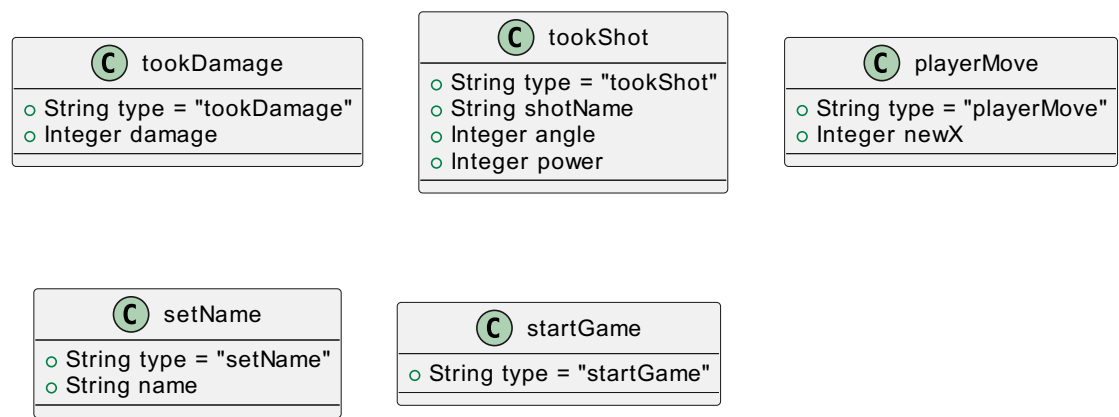 C tookDamage
String type = "tookDamage"
Integer damage
C tookShot
String type = "tookShot"
String shotName
Integer angle
Integer power
C playerMove
String type = "playerMove"
Integer newX
C setName
String type = "setName"
String name
C startGame
String type = "startGame"